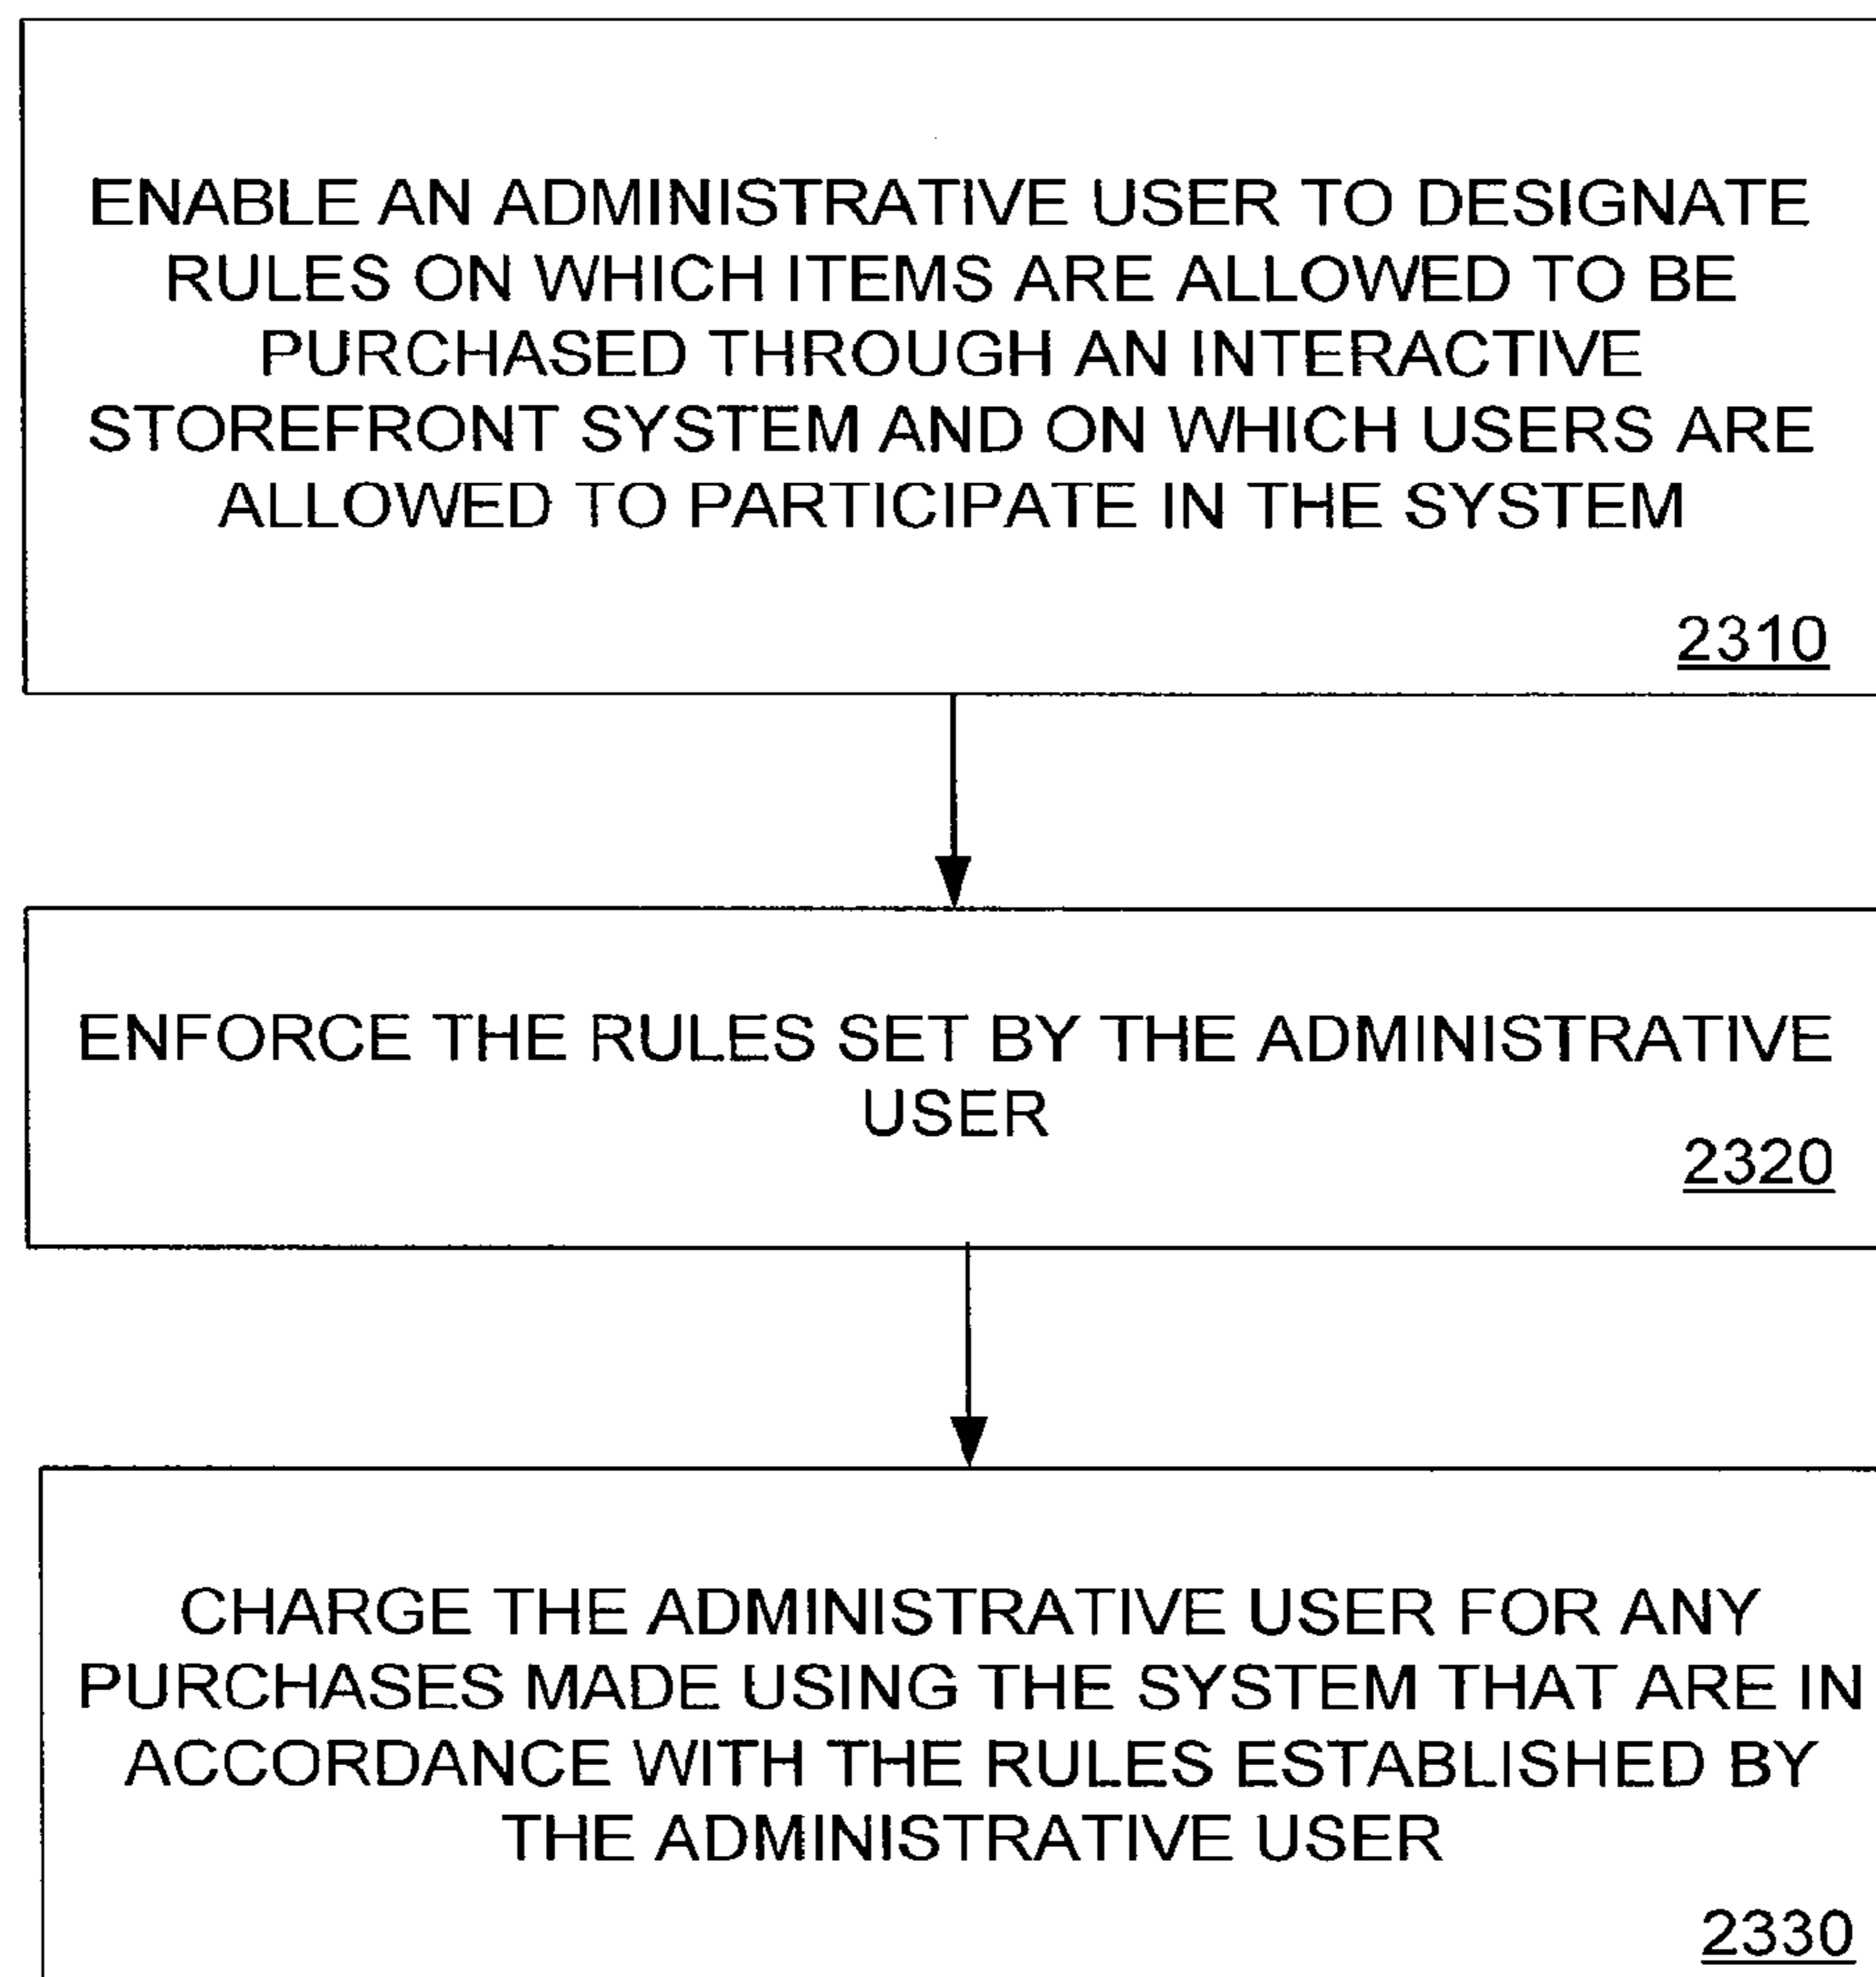 ENABLE AN ADMINISTRATIVE USER TO DESIGNATE
RULES ON WHICH ITEMS ARE ALLOWED TO BE
PURCHASED THROUGH AN INTERACTIVE
STOREFRONT SYSTEM AND ON WHICH USERS ARE
ALLOWED TO PARTICIPATE IN THE SYSTEM
2310
ENFORCE THE RULES SET BY THE ADMINISTRATIVE
USER
2320
CHARGE THE ADMINISTRATIVE USER FOR ANY
PURCHASES MADE USING THE SYSTEM THAT ARE IN
ACCORDANCE WITH THE RULES ESTABLISHED BY
THE ADMINISTRATIVE USER
2330